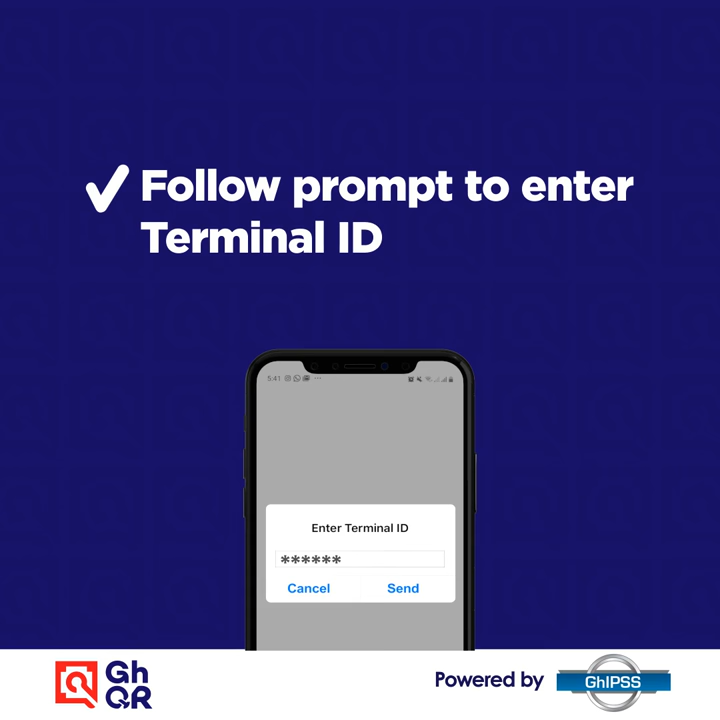 Follow prompt to enter
Terminal ID
5:41
Enter Terminal ID
******
Cancel Send
Gh
QR
Powered by GhIPSS